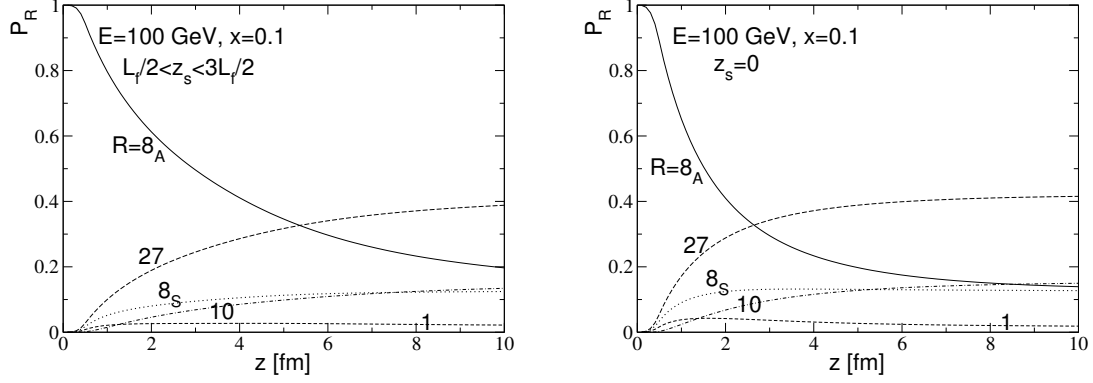 P_R
1
0.8
0.6
0.4
0.2
0
E=100 GeV, x=0.1
L_f/2<z_s<3L_f/2
R=8_A
27
8_S
10
1
0 2 4 6 8 10
z [fm]
P_R
1
0.8
0.6
0.4
0.2
0
E=100 GeV, x=0.1
z_s=0
R=8_A
27
8_S
10
1
0 2 4 6 8 10
z [fm]